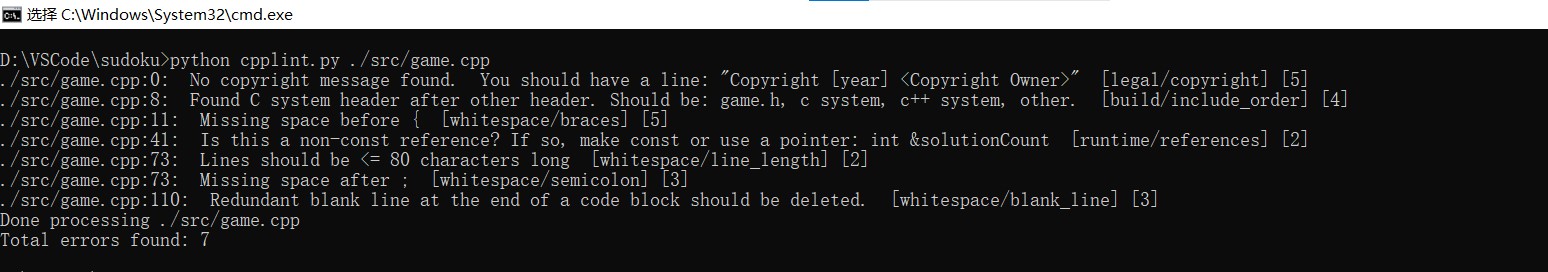 选择 C:\Windows\System32\cmd.exe
D:\VSCode\sudoku>python cpplint.py ./src/game.cpp
./src/game.cpp:0:  No copyright message found.  You should have a line: "Copyright [year] <Copyright Owner>"  [legal/copyright] [5]
./src/game.cpp:8:  Found C system header after other header. Should be: game.h, c system, c++ system, other.  [build/include_order] [4]
./src/game.cpp:11:  Missing space before {  [whitespace/braces] [5]
./src/game.cpp:41:  Is this a non-const reference? If so, make const or use a pointer: int &solutionCount  [runtime/references] [2]
./src/game.cpp:73:  Lines should be <= 80 characters long  [whitespace/line_length] [2]
./src/game.cpp:73:  Missing space after ;  [whitespace/semicolon] [3]
./src/game.cpp:110:  Redundant blank line at the end of a code block should be deleted.  [whitespace/blank_line] [3]
Done processing ./src/game.cpp
Total errors found: 7